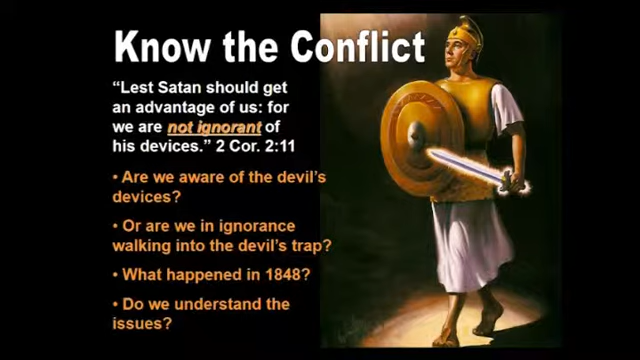 Know the Conflict
“Lest Satan should get
an advantage of us: for
we are not ignorant of
his devices.” 2 Cor. 2:11
• Are we aware of the devil’s
devices?
• Or are we in ignorance
walking into the devil’s trap?
• What happened in 1848?
• Do we understand the
issues?